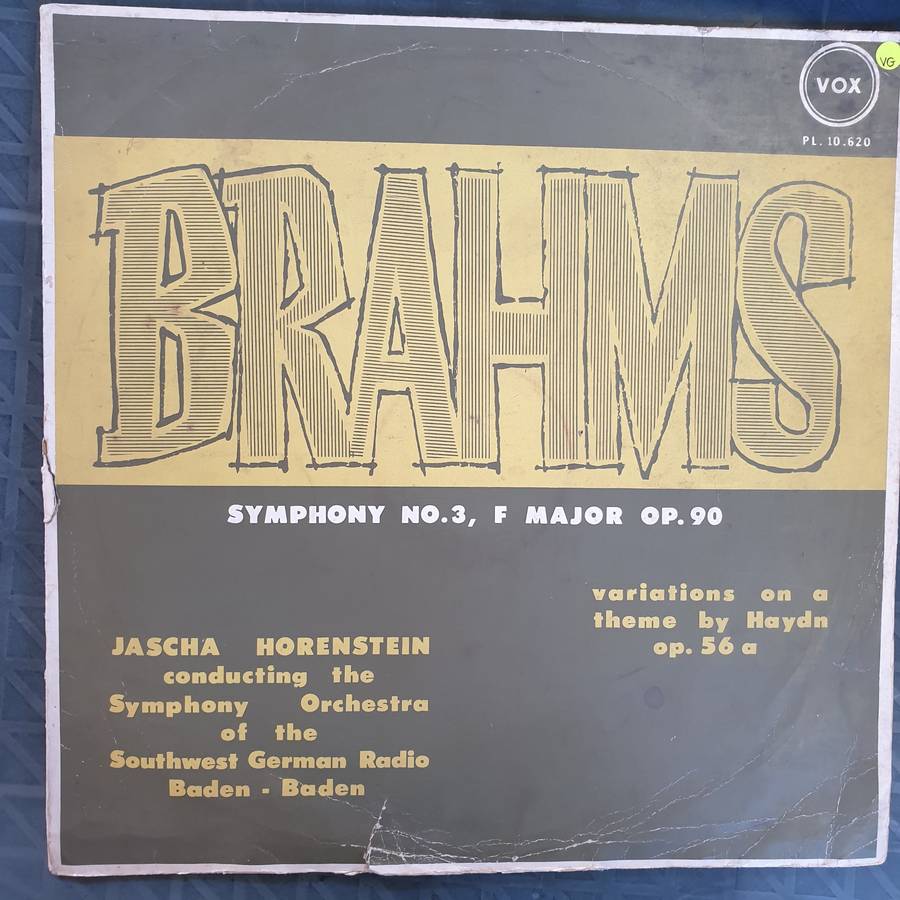 VOX
VG
PL. 10.620
BRAHMS
SYMPHONY NO.3, F MAJOR OP.90
variations on a
theme by Haydn
op. 56 a
JASCHA HORENSTEIN
conducting the
Symphony Orchestra
of the
Southwest German Radio
Baden - Baden